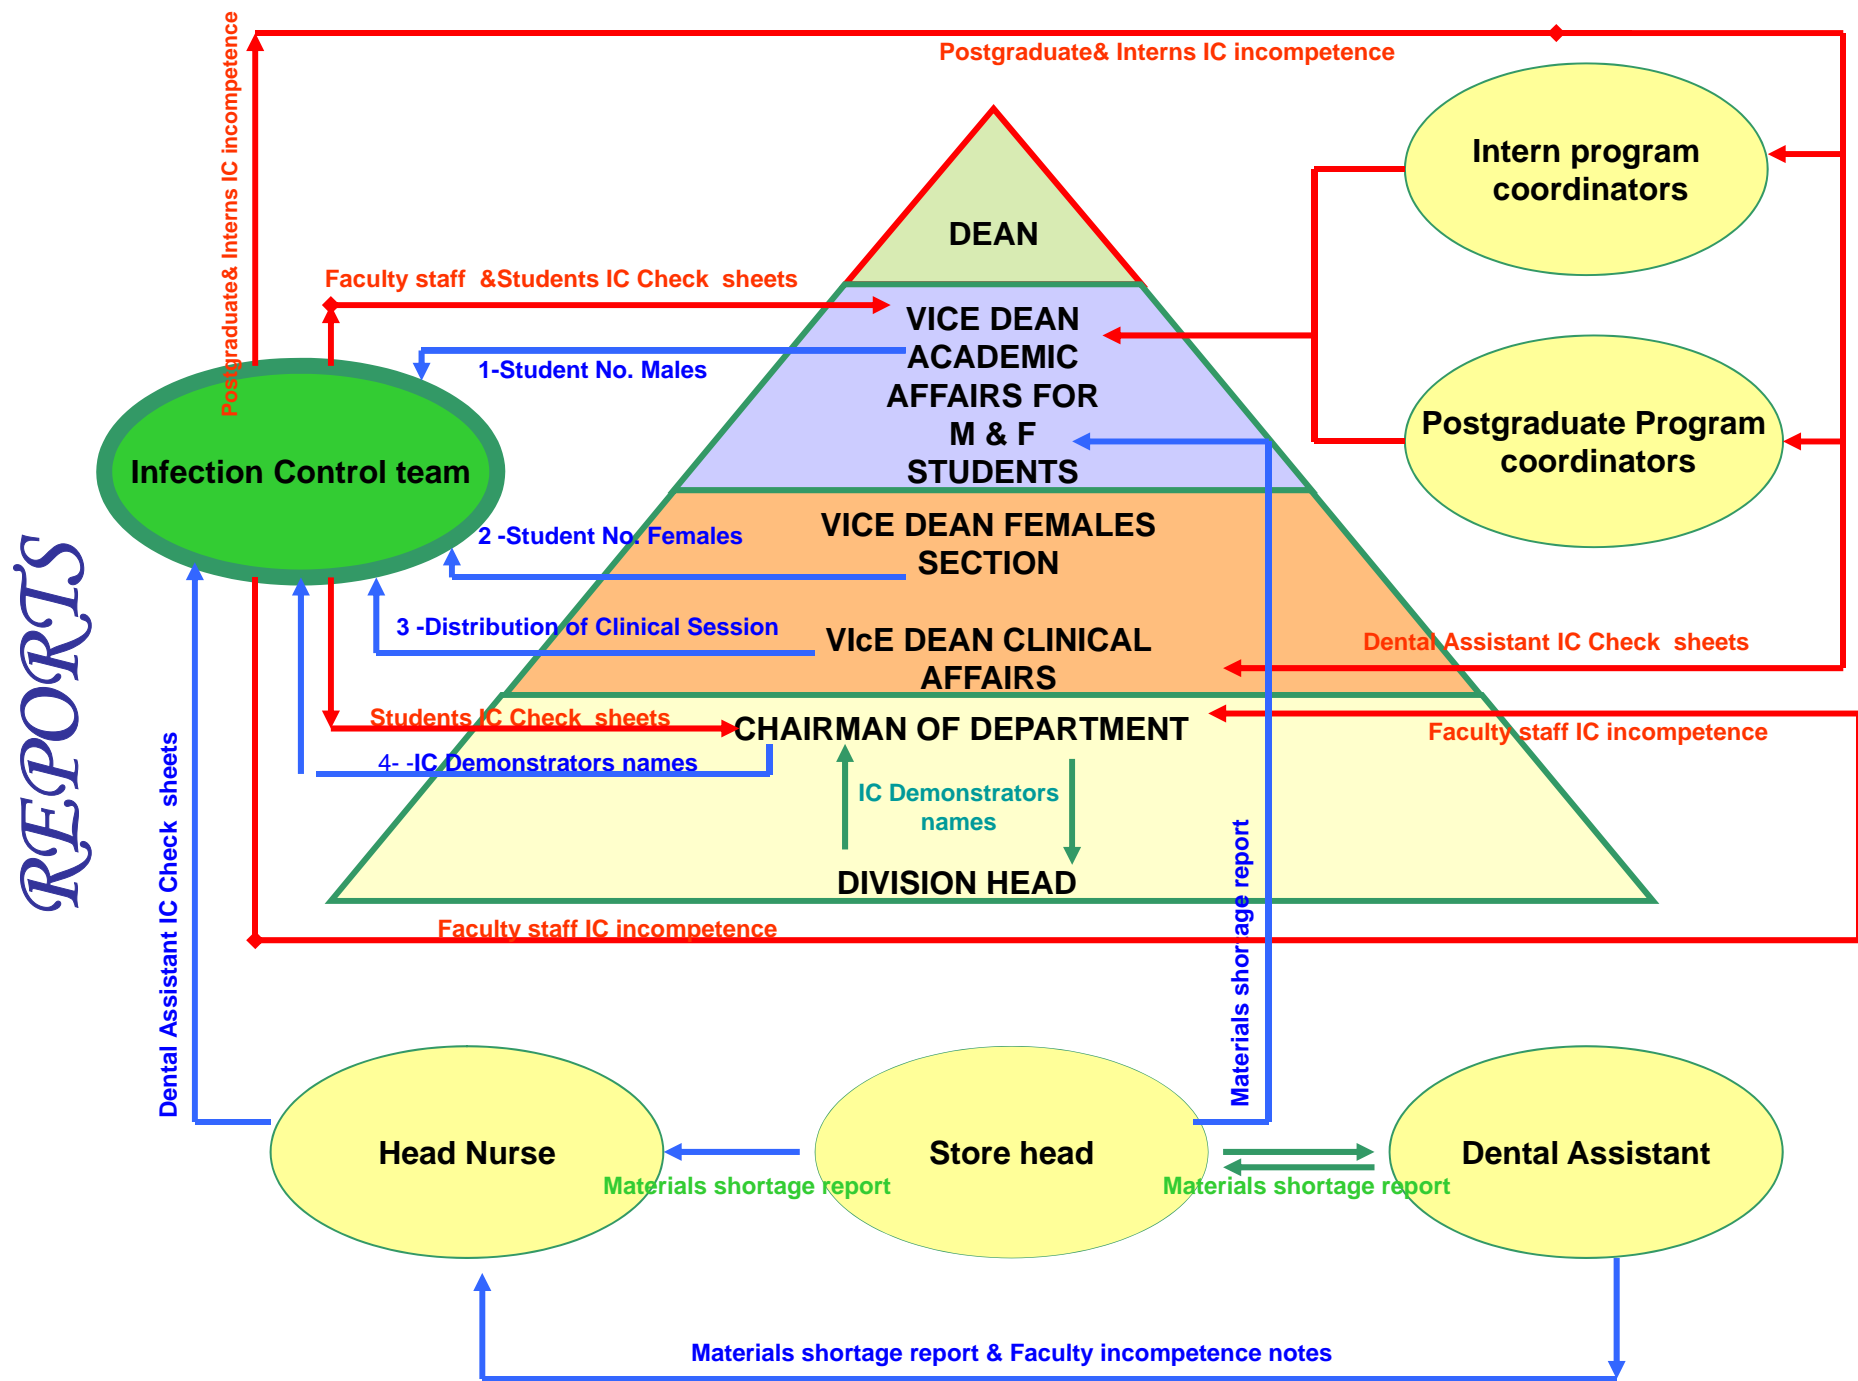 REPORTS
Postgraduate& Interns IC incompetence
Postgraduate& Interns IC incompetence
Intern program
coordinators
DEAN
Faculty staff  &Students IC Check  sheets
VICE DEAN
ACADEMIC
AFFAIRS FOR
M & F
STUDENTS
1-Student No. Males
Postgraduate Program
coordinators
Infection Control team
2 -Student No. Females
VICE DEAN FEMALES
SECTION
3 -Distribution of Clinical Session
VIcE DEAN CLINICAL
AFFAIRS
Dental Assistant IC Check  sheets
Students IC Check  sheets
CHAIRMAN OF DEPARTMENT
Faculty staff IC incompetence
4- -IC Demonstrators names
IC Demonstrators
names
DIVISION HEAD
Faculty staff IC incompetence
Dental Assistant IC Check  sheets
Materials shortage report
Head Nurse
Store head
Dental Assistant
Materials shortage report
Materials shortage report
Materials shortage report & Faculty incompetence notes